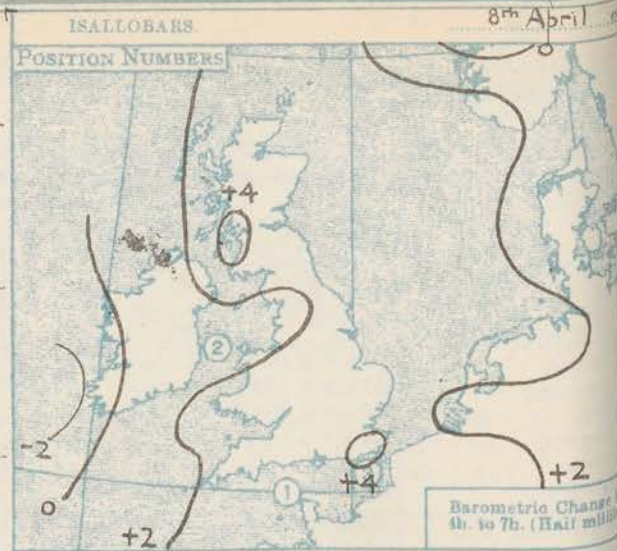 ISALLOBARS.
8th April
POSITION NUMBERS
0
+4
2
-2
+4
1
0
+2
+2
Barometric Change
4h. to 7h. (Half milli